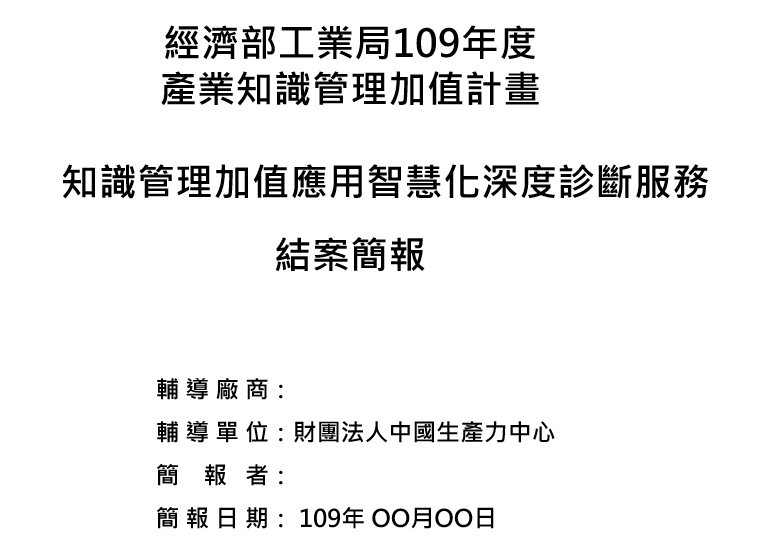 經濟部工業局109年度
產業知識管理加值計畫
知識管理加值應用智慧化深度診斷服務
結案簡報
輔導廠商：
輔導單位：財團法人中國生產力中心
簡報者：
簡報日期： 109年 OO月OO日